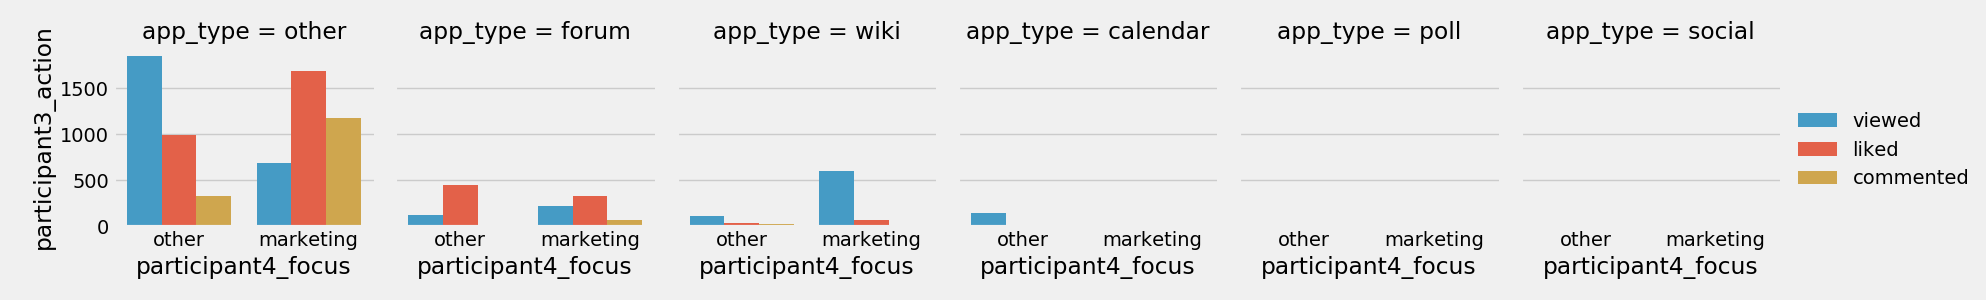 app_type = other
app_type = forum
app_type = wiki
app_type = calendar
app_type = poll
app_type = social
participant3_action
1500
1000
500
0
other marketing
participant4_focus
other marketing
participant4_focus
other marketing
participant4_focus
other marketing
participant4_focus
other marketing
participant4_focus
other marketing
participant4_focus
viewed
liked
commented